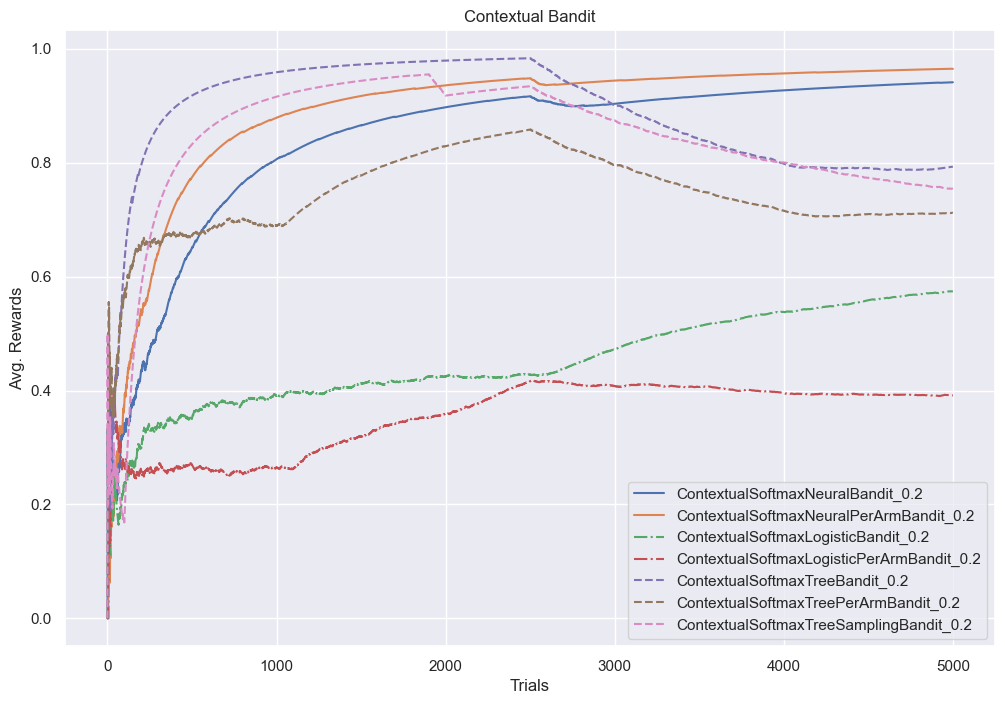 Contextual Bandit
Avg. Rewards
1.0
0.8
0.6
0.4
0.2
0.0
0
1000
2000
3000
4000
5000
Trials
ContextualSoftmaxNeuralBandit_0.2
ContextualSoftmaxNeuralPerArmBandit_0.2
ContextualSoftmaxLogisticBandit_0.2
ContextualSoftmaxLogisticPerArmBandit_0.2
ContextualSoftmaxTreeBandit_0.2
ContextualSoftmaxTreePerArmBandit_0.2
ContextualSoftmaxTreeSamplingBandit_0.2